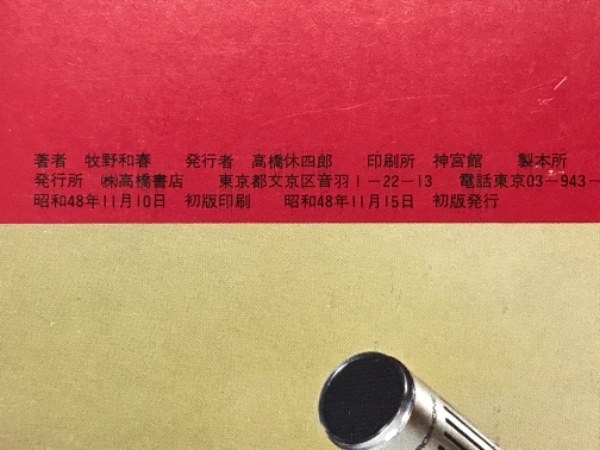 著者　牧野和春　　発行者　高橋休四郎　　印刷所　神宮館　　製本所
発行所　㈱高橋書店　　東京都文京区音羽1－22－13　　電話東京03－943－
昭和48年11月10日　初版印刷　　昭和48年11月15日　初版発行